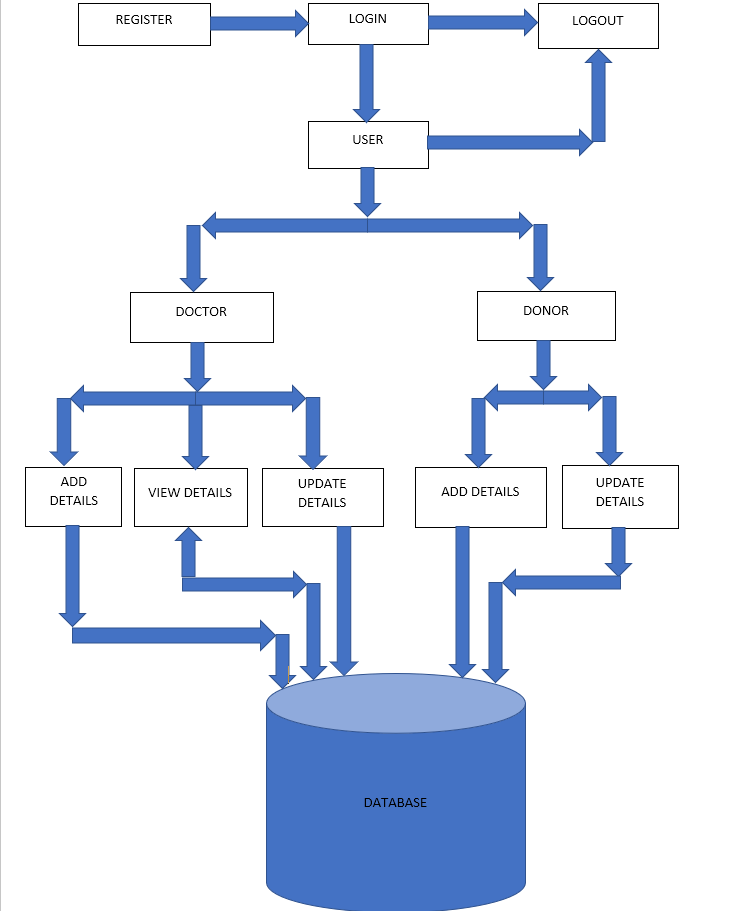 REGISTER
LOGIN
LOGOUT
USER
DOCTOR
DONOR
ADD
DETAILS
VIEW DETAILS
UPDATE
DETAILS
ADD DETAILS
UPDATE
DETAILS
DATABASE